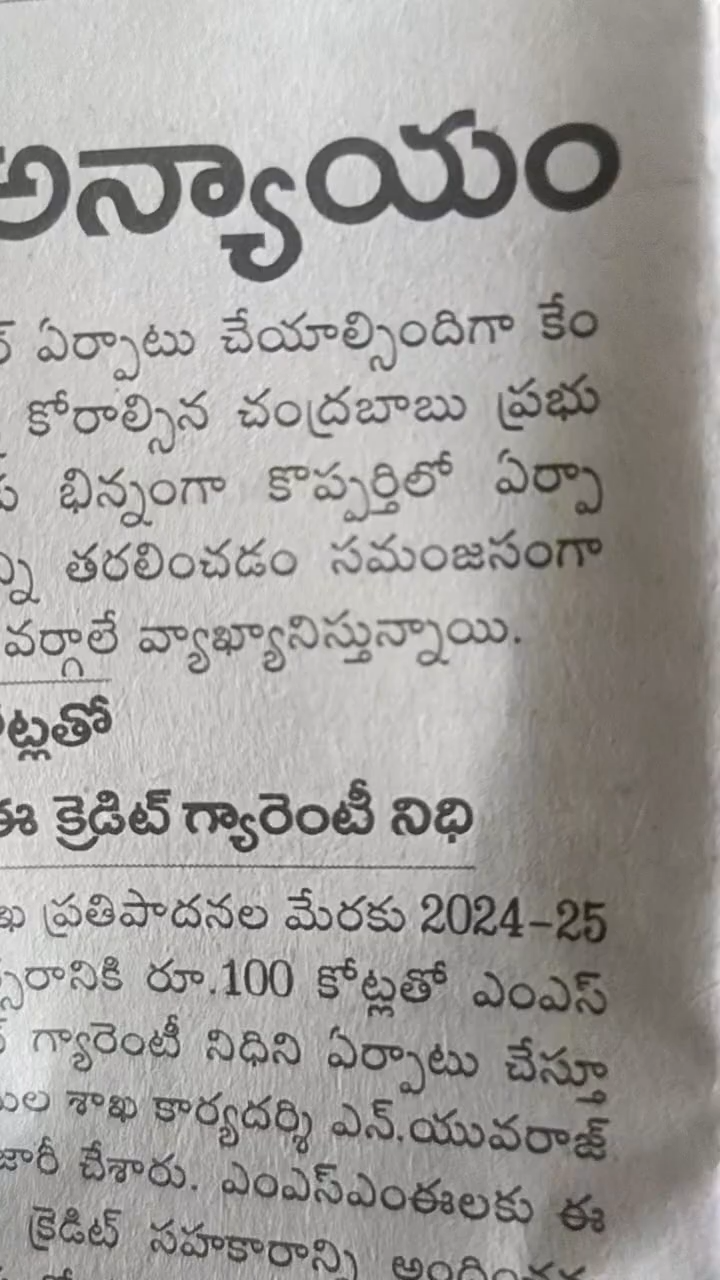 అన్యాయం
ఏర్పాటు చేయాల్సిందిగా కేం
కోరాల్సిన చంద్రబాబు ప్రభు
భిన్నంగా కొప్పర్తిలో ఏర్పా
తరలించడం సమంజసంగా
వర్గాలే వ్యాఖ్యానిస్తున్నాయి.
ట్లతో
ఈ క్రెడిట్ గ్యారెంటీ నిధి
ప్రతిపాదనల మేరకు 2024-25
రూ.100 కోట్లతో ఎంఎస్
గ్యారెంటీ నిధిని ఏర్పాటు చేస్తూ
శాఖ కార్యదర్శి ఎన్.యువరాజ్
జారీ చేశారు. ఎంఎస్ఎంఈలకు ఈ
క్రెడిట్ సహకారాన్ని